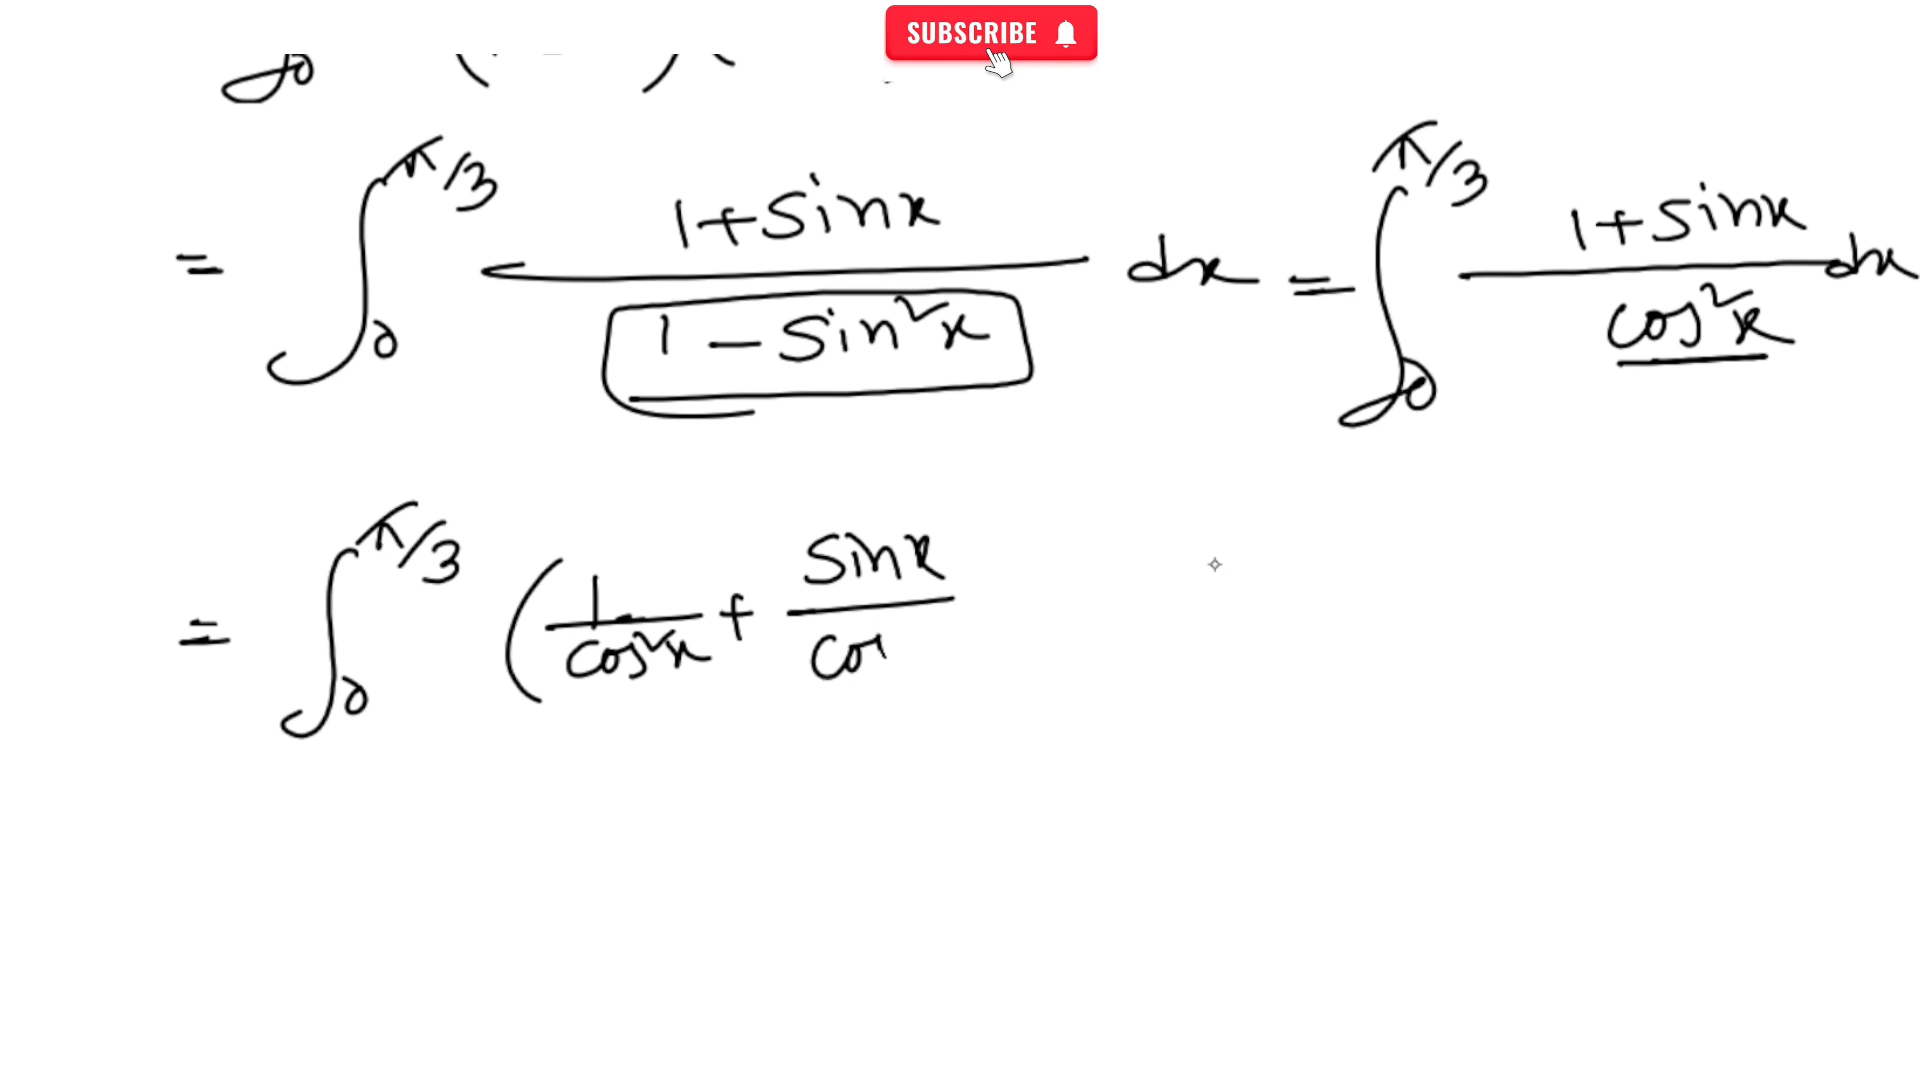 SUBSCRIBE
= ∫₀^(π/3) (1+sinx)/(1−sin²x) dx = ∫₀^(π/3) (1+sinx)/(cos²x) dx
= ∫₀^(π/3) (1/cos²x + sinx/cos